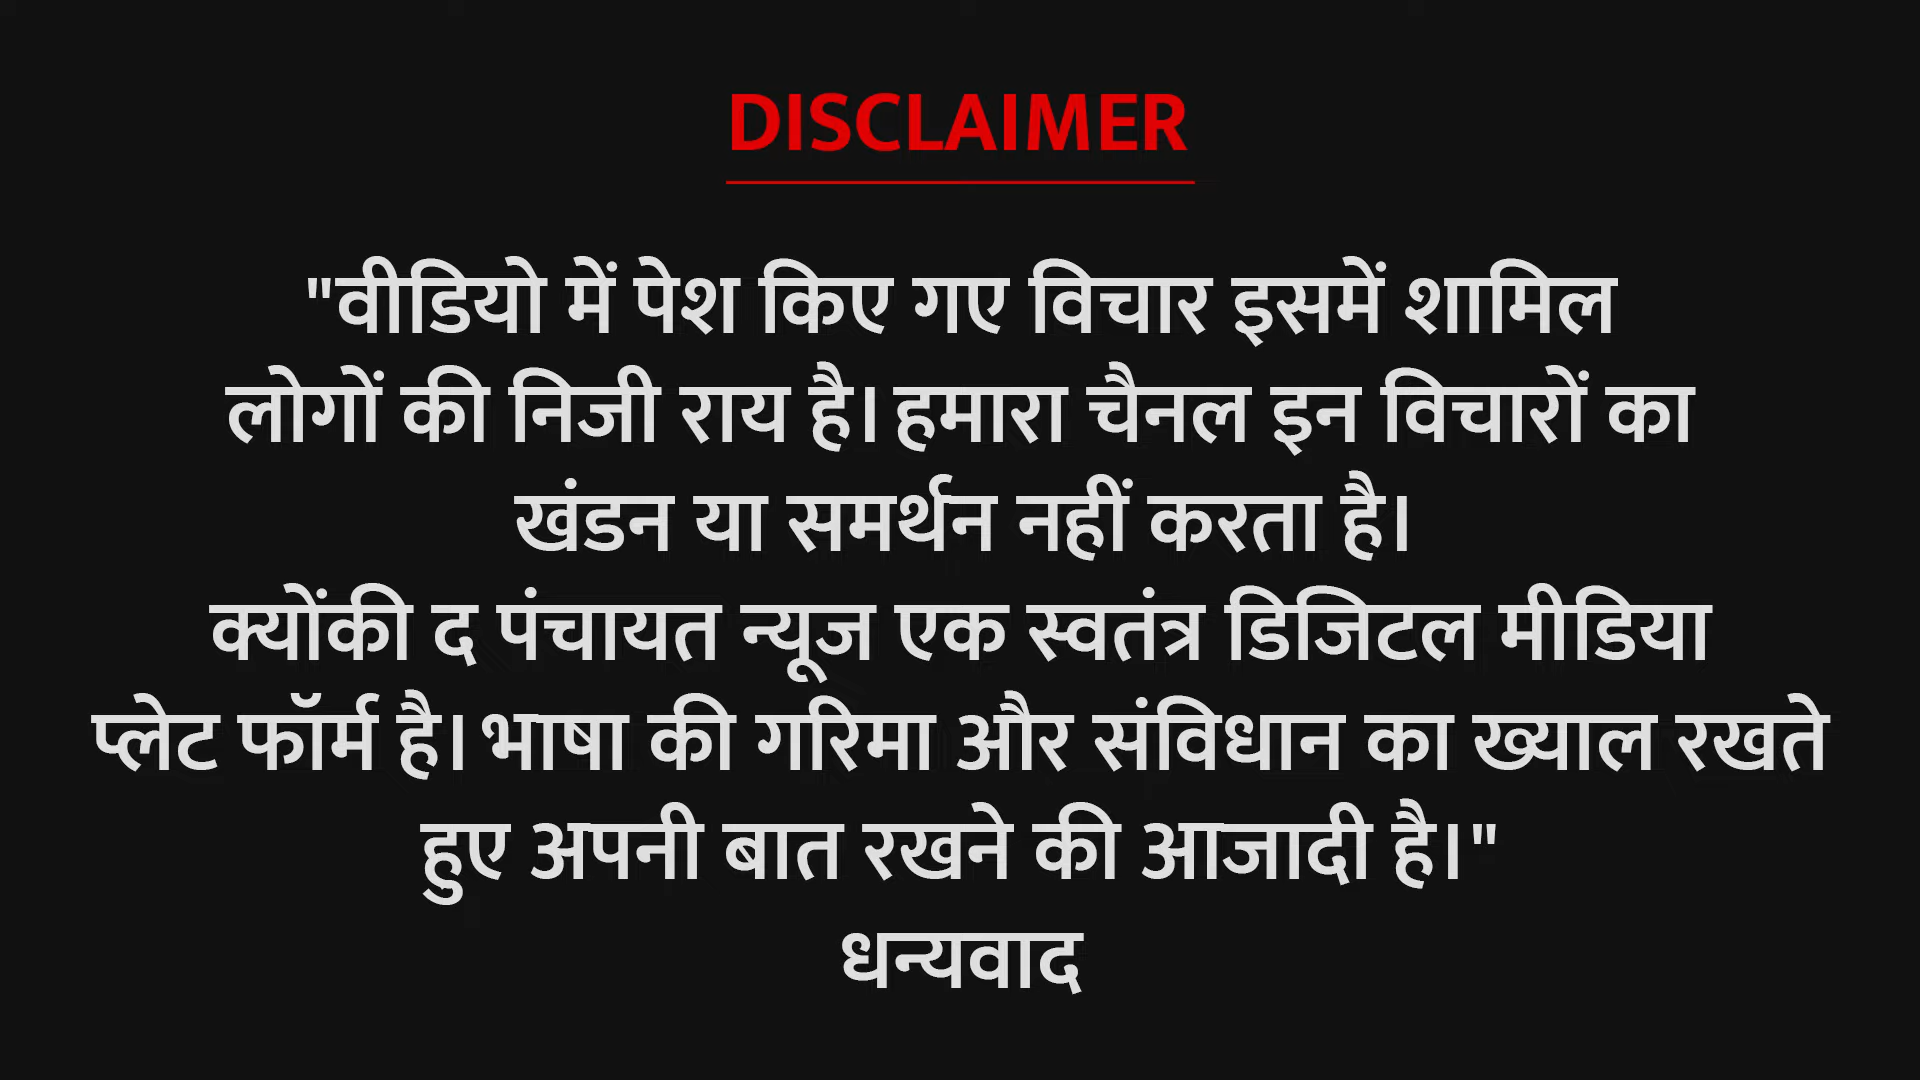 DISCLAIMER
"वीडियो में पेश किए गए विचार इसमें शामिल
लोगों की निजी राय है। हमारा चैनल इन विचारों का
खंडन या समर्थन नहीं करता है।
क्योंकी द पंचायत न्यूज एक स्वतंत्र डिजिटल मीडिया
प्लेट फॉर्म है। भाषा की गरिमा और संविधान का ख्याल रखते
हुए अपनी बात रखने की आजादी है।"
धन्यवाद